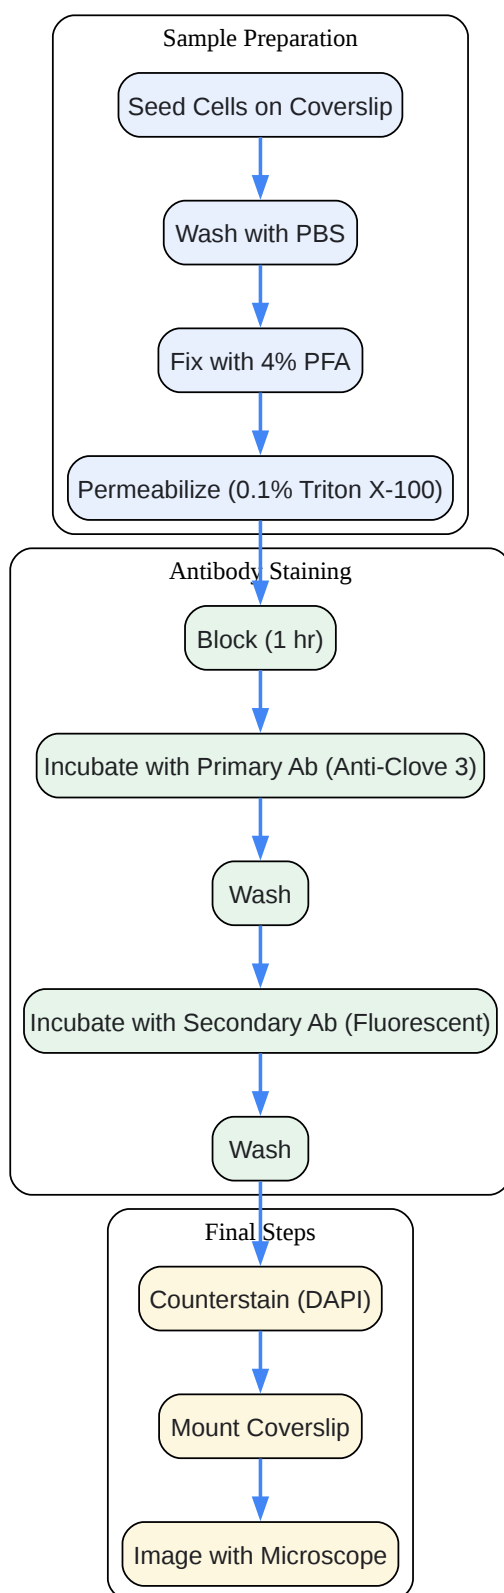 Sample Preparation
Seed Cells on Coverslip
Wash with PBS
Fix with 4% PFA
Permeabilize (0.1% Triton X-100)
Antibody Staining
Block (1 hr)
Incubate with Primary Ab (Anti-Clove 3)
Wash
Incubate with Secondary Ab (Fluorescent)
Wash
Final Steps
Counterstain (DAPI)
Mount Coverslip
Image with Microscope